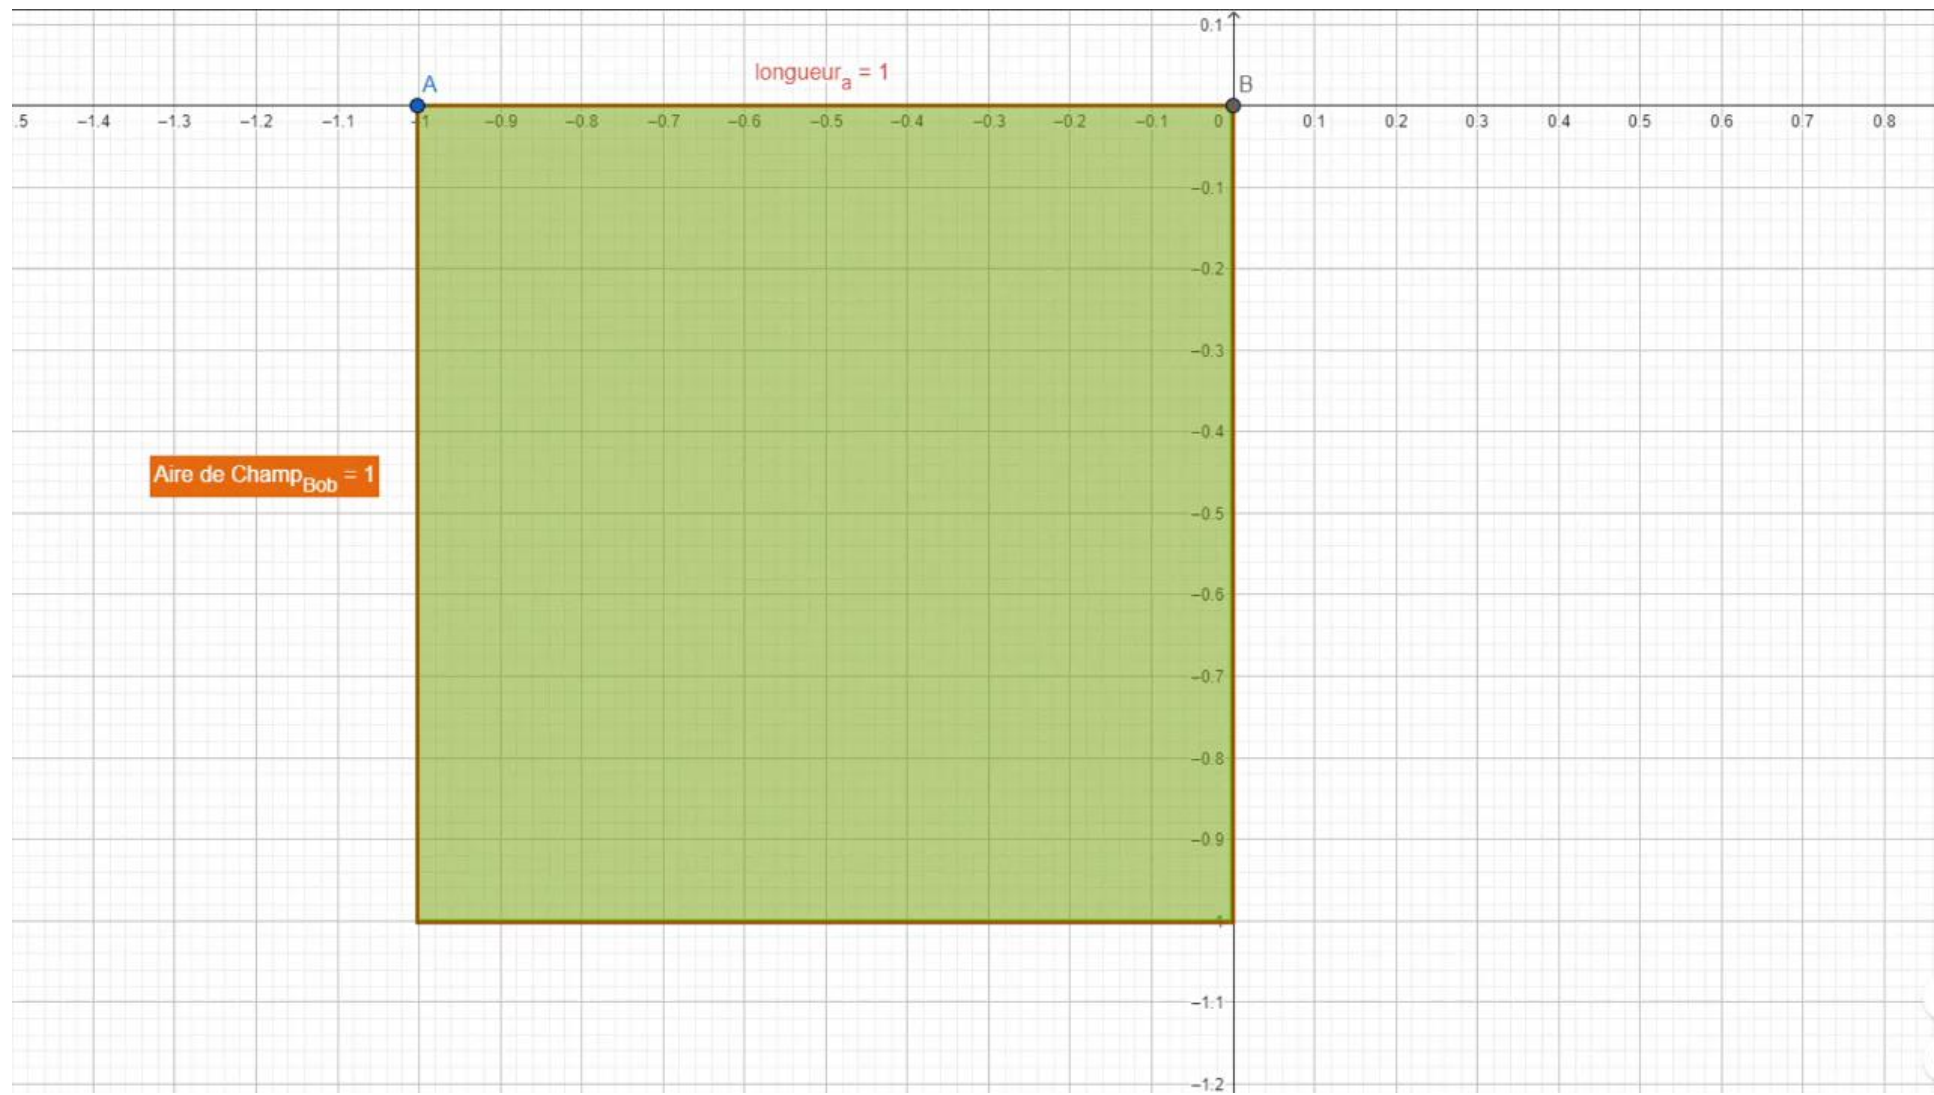 0.1
longueur_a = 1
A
B
.5 –1.4 –1.3 –1.2 –1.1 –1 –0.9 –0.8 –0.7 –0.6 –0.5 –0.4 –0.3 –0.2 –0.1 0 0.1 0.2 0.3 0.4 0.5 0.6 0.7 0.8
–0.1
–0.2
–0.3
–0.4
Aire de Champ_Bob = 1
–0.5
–0.6
–0.7
–0.8
–0.9
–1
–1.1
–1.2